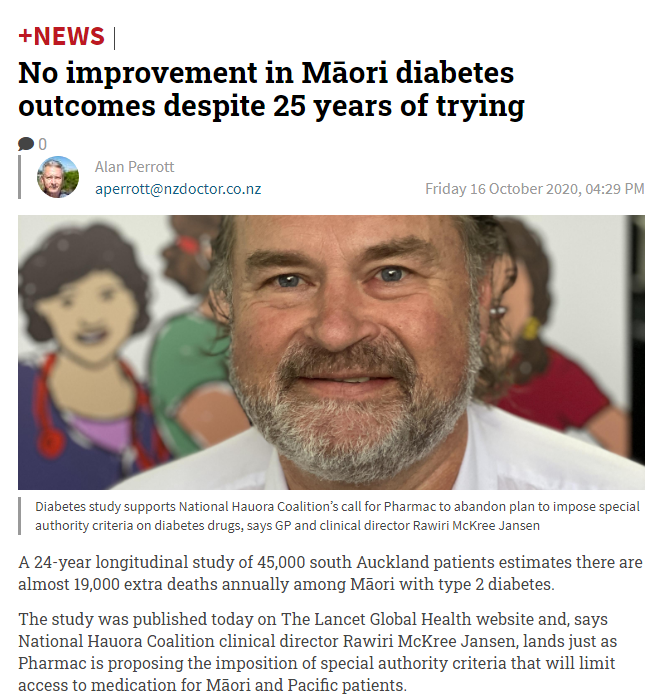 +NEWS |
No improvement in Māori diabetes
outcomes despite 25 years of trying
0
Alan Perrott
aperrott@nzdoctor.co.nz
Friday 16 October 2020, 04:29 PM
Diabetes study supports National Hauora Coalition's call for Pharmac to abandon plan to impose special
authority criteria on diabetes drugs, says GP and clinical director Rawiri McKree Jansen
A 24-year longitudinal study of 45,000 south Auckland patients estimates there are
almost 19,000 extra deaths annually among Māori with type 2 diabetes.
The study was published today on The Lancet Global Health website and, says
National Hauora Coalition clinical director Rawiri McKree Jansen, lands just as
Pharmac is proposing the imposition of special authority criteria that will limit
access to medication for Māori and Pacific patients.